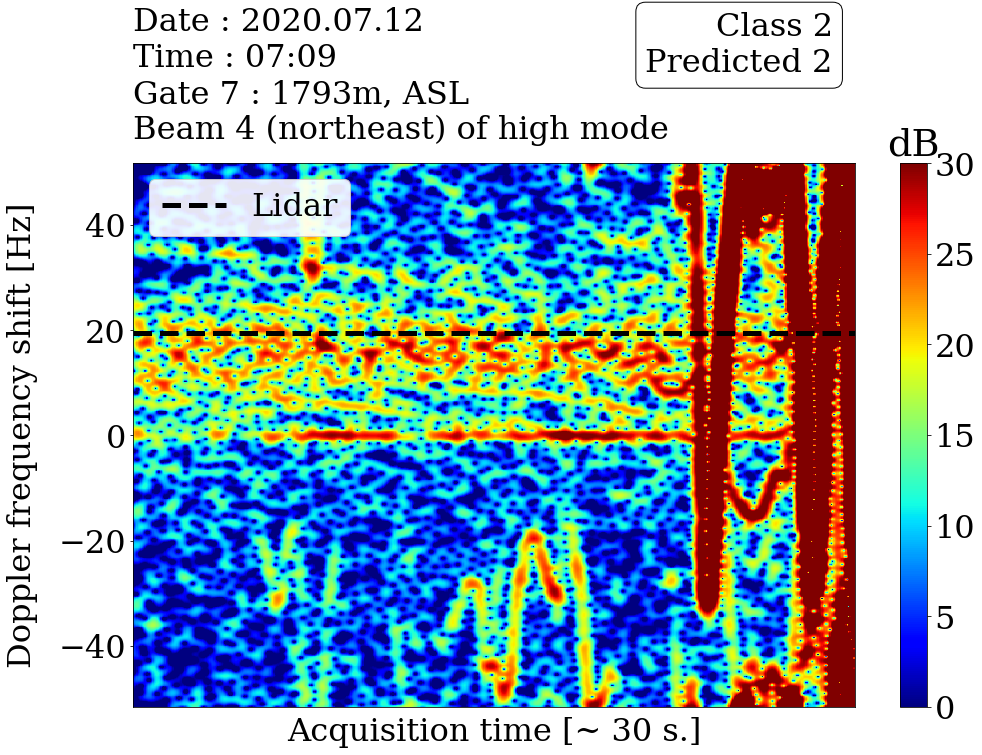 Date : 2020.07.12
Time : 07:09
Gate 7 : 1793m, ASL
Beam 4 (northeast) of high mode
Class 2
Predicted 2
dB
Lidar
Doppler frequency shift [Hz]
40
20
0
−20
−40
Acquisition time [~ 30 s.]
30
25
20
15
10
5
0